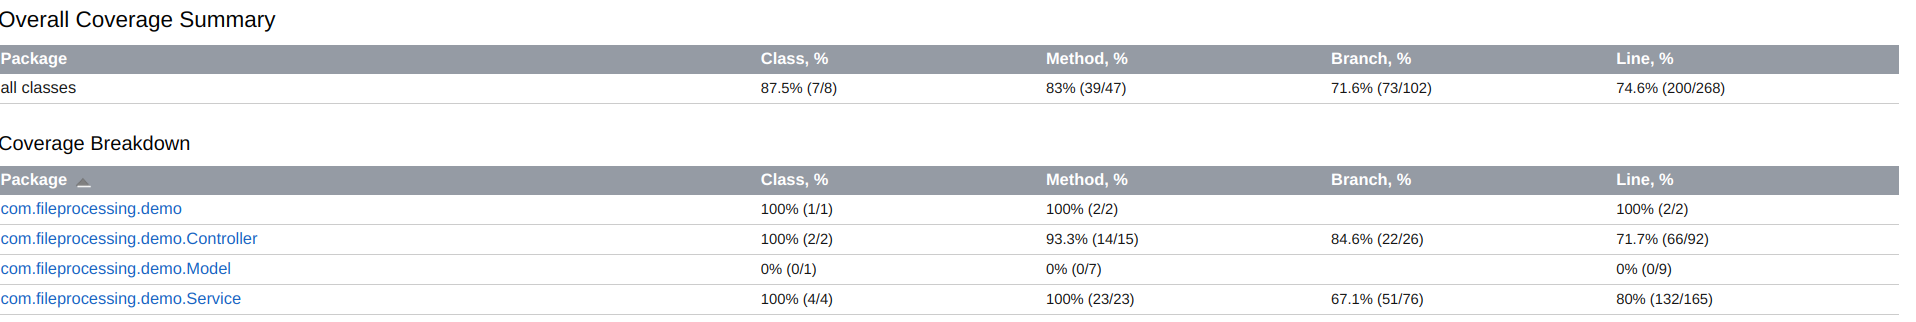 Overall Coverage Summary
Package Class, % Method, % Branch, % Line, %
all classes 87.5% (7/8) 83% (39/47) 71.6% (73/102) 74.6% (200/268)
Coverage Breakdown
Package Class, % Method, % Branch, % Line, %
com.fileprocessing.demo 100% (1/1) 100% (2/2) 100% (2/2)
com.fileprocessing.demo.Controller 100% (2/2) 93.3% (14/15) 84.6% (22/26) 71.7% (66/92)
com.fileprocessing.demo.Model 0% (0/1) 0% (0/7) 0% (0/9)
com.fileprocessing.demo.Service 100% (4/4) 100% (23/23) 67.1% (51/76) 80% (132/165)